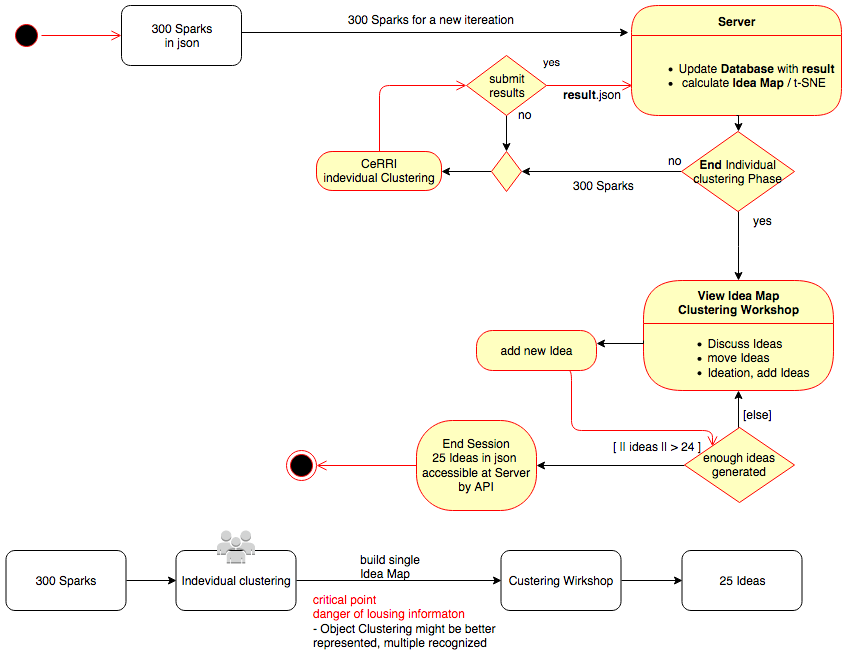 300 Sparks
in json
300 Sparks for a new itereation
Server
Update Database with result
calculate Idea Map / t-SNE
submit
results
yes
result.json
no
CeRRI
indevidual Clustering
300 Sparks
no
End Individual
clustering Phase
yes
View Idea Map
Clustering Workshop
Discuss Ideas
move Ideas
Ideation, add Ideas
add new Idea
[else]
[ || ideas || > 24 ]
enough ideas
generated
End Session
25 Ideas in json
accessible at Server
by API
300 Sparks
Indevidual clustering
build single
Idea Map
critical point
danger of lousing informaton
- Object Clustering might be better
represented, multiple recognized
Custering Wirkshop
25 Ideas